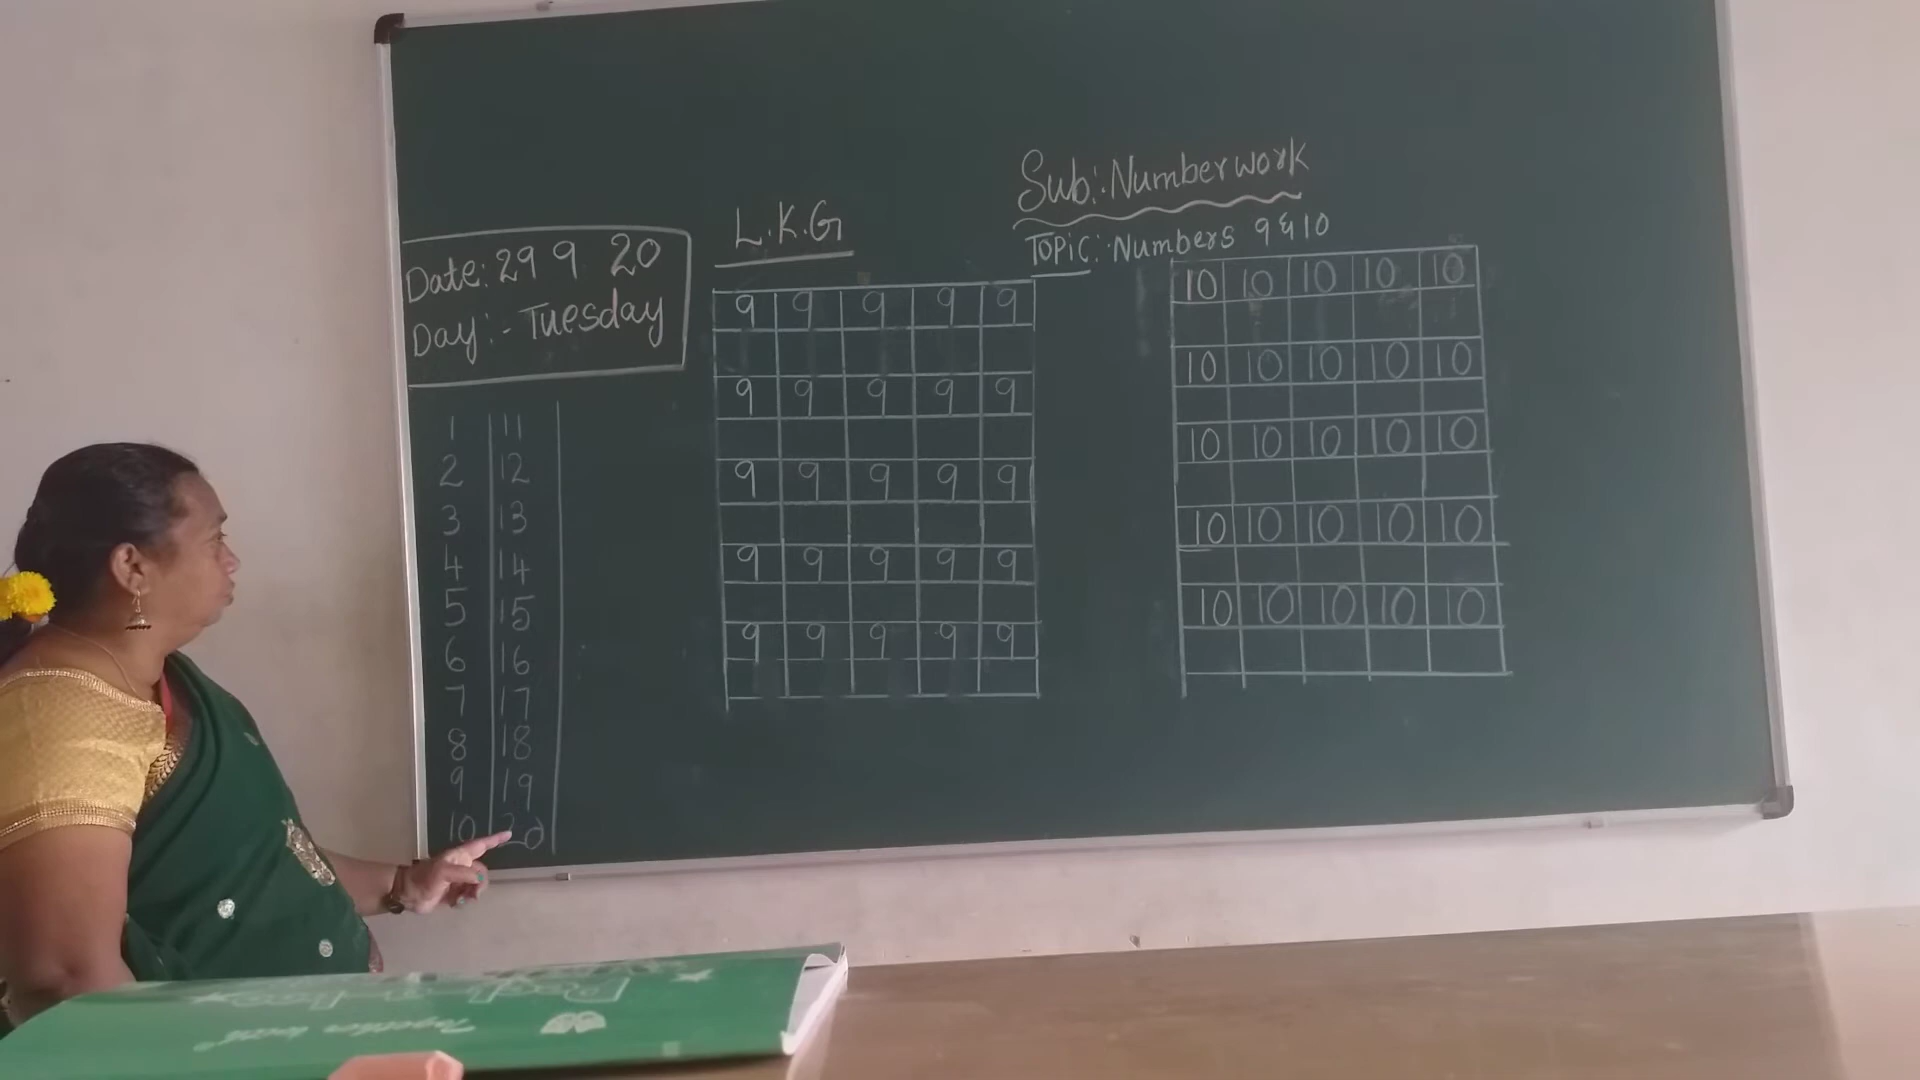 Sub:-Numberwork
L.K.G
Topic:-Numbers 9 & 10
Date: 29 9 20
Day:- Tuesday
1 11
2 12
3 13
4 14
5 15
6 16
7 17
8 18
9 19
10 20
9 9 9 9 9
9 9 9 9 9
9 9 9 9 9
9 9 9 9 9
9 9 9 9 9
10 10 10 10 10
10 10 10 10 10
10 10 10 10 10
10 10 10 10 10
10 10 10 10 10
Together with